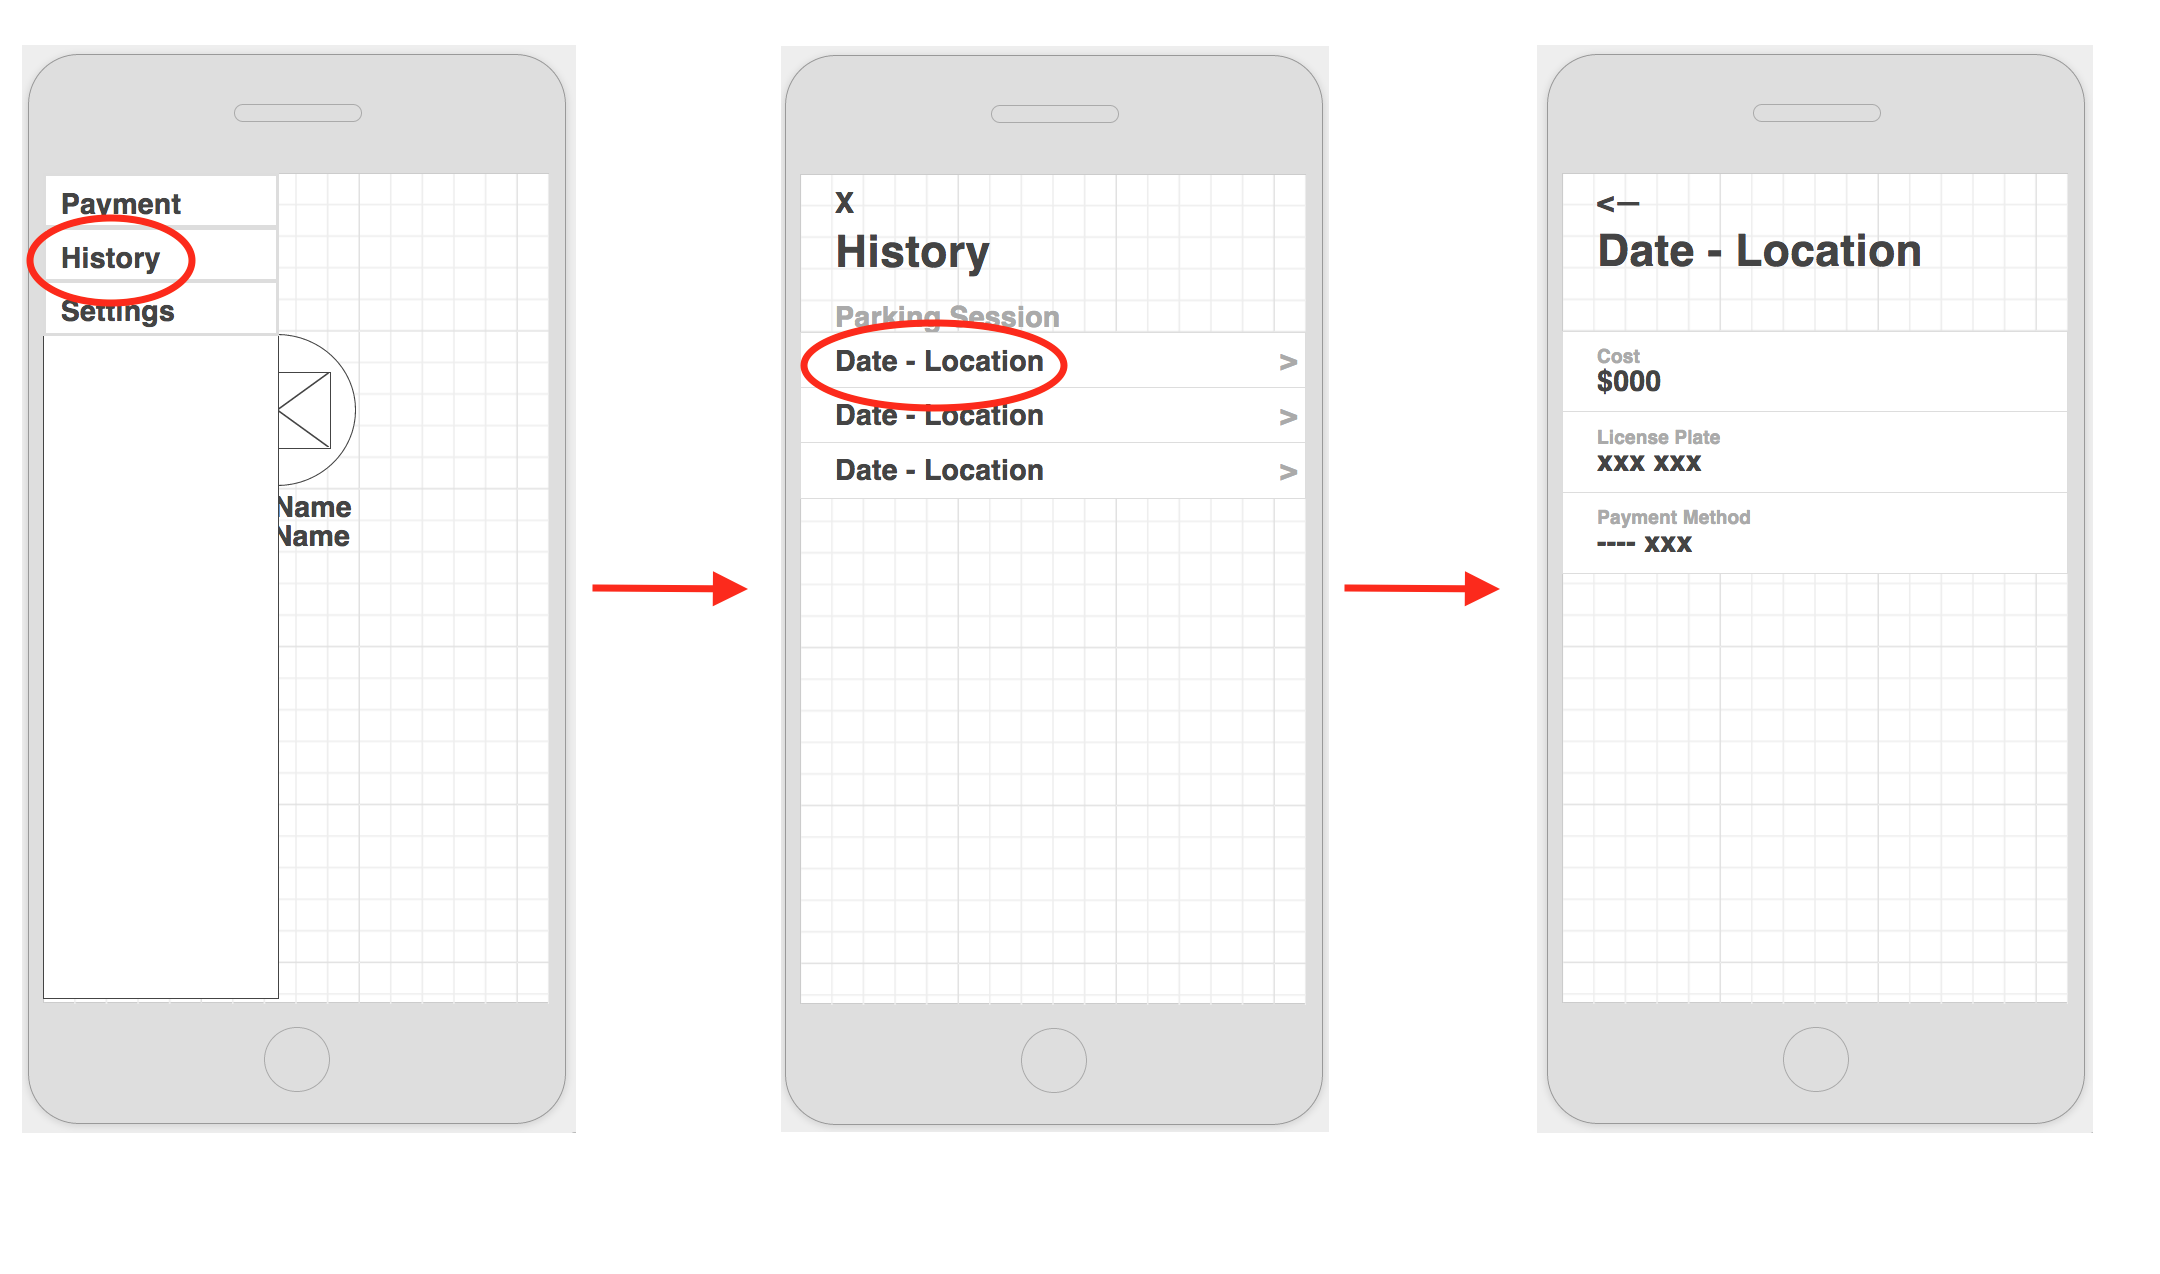 Payment
History
Settings
Name
Name
X
History
Parking Session
Date - Location >
Date - Location >
Date - Location >
<—
Date - Location
Cost
$000
License Plate
xxx xxx
Payment Method
---- xxx